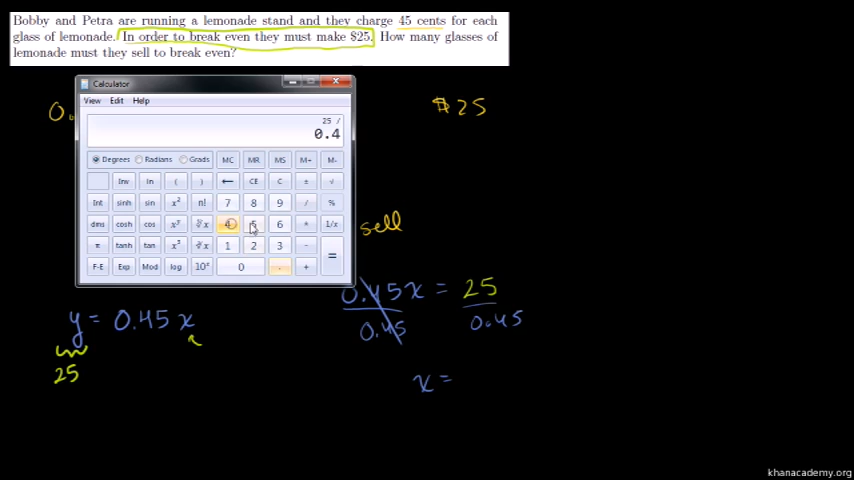 Bobby and Petra are running a lemonade stand and they charge 45 cents for each
glass of lemonade. In order to break even they must make $25. How many glasses of
lemonade must they sell to break even?
Calculator
View Edit Help
0.
$25
25 /
0.4
Degrees Radians Grads MC MR MS M+ M-
Inv ln ( ) ← CE C ± √
Int sinh sin x² n! 7 8 9 / %
dms cosh cos xʸ ʸ√x 4 5 6 * 1/x
π tanh tan x³ ³√x 1 2 3 - =
F-E Exp Mod log 10ˣ 0 . +
sell
0.45x = 25
0.45 0.45
y = 0.45x
25
x =
khanacademy.org